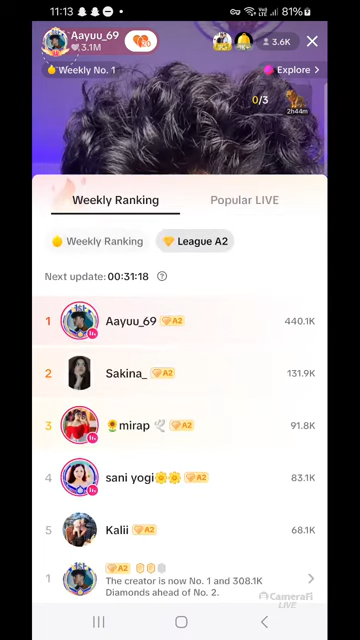 11:13
81%
Aayuu_69
3.1M
20
3.6K
Weekly No. 1
Explore
0/3
2h44m
Weekly Ranking
Popular LIVE
Weekly Ranking
League A2
Next update: 00:31:18
1 Aayuu_69 A2 440.1K
2 Sakina_ A2 131.9K
3 🌻mirap 🕊 A2 91.8K
4 sani yogi🌼🌼 A2 83.1K
5 Kalii A2 68.1K
A2
1 The creator is now No. 1 and 308.1K
Diamonds ahead of No. 2.
CameraFi
LIVE